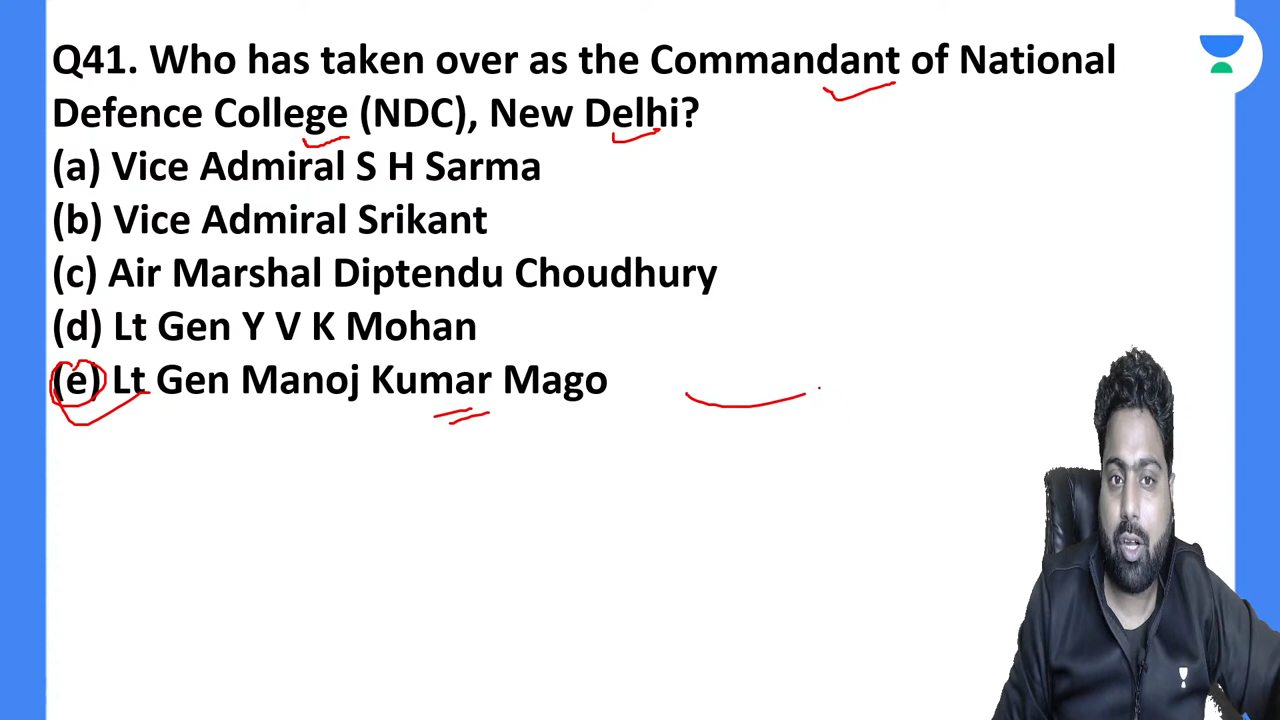 Q41. Who has taken over as the Commandant of National
Defence College (NDC), New Delhi?
(a) Vice Admiral S H Sarma
(b) Vice Admiral Srikant
(c) Air Marshal Diptendu Choudhury
(d) Lt Gen Y V K Mohan
(e) Lt Gen Manoj Kumar Mago